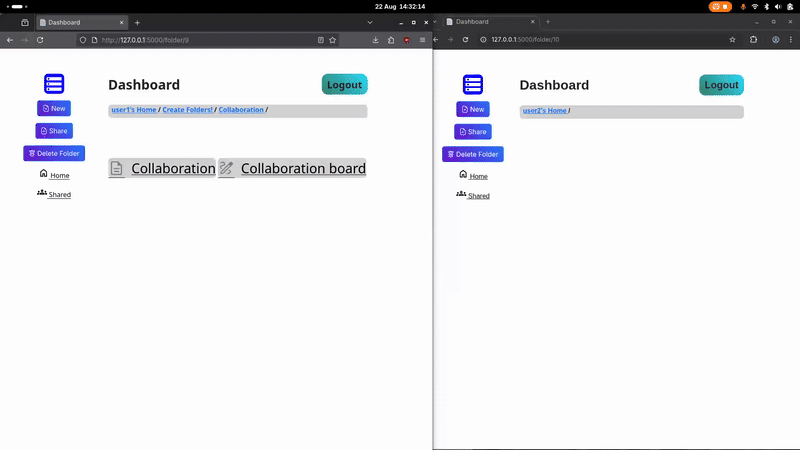 22 Aug 14:32:14
Dashboard
http://127.0.0.1:5000/folder/9
Dashboard
Logout
New
Share
Delete Folder
Home
Shared
user1's Home / Create Folders! / Collaboration /
Collaboration
Collaboration board
Dashboard
127.0.0.1:5000/folder/10
Dashboard
Logout
New
Share
Delete Folder
Home
Shared
user2's Home /